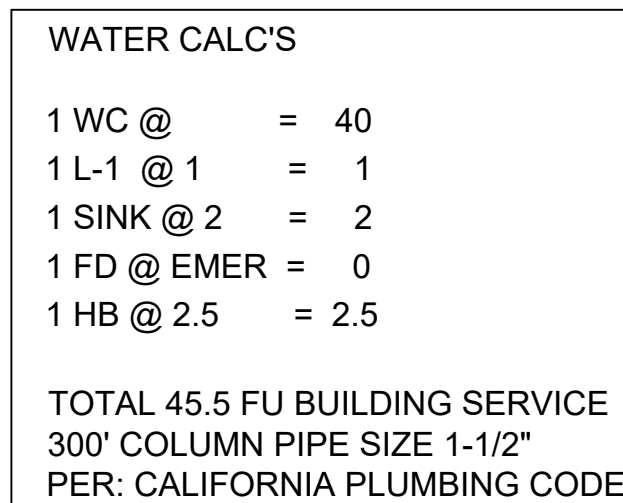 WATER CALC'S
1 WC @ = 40
1 L-1 @ 1 = 1
1 SINK @ 2 = 2
1 FD @ EMER = 0
1 HB @ 2.5 = 2.5
TOTAL 45.5 FU BUILDING SERVICE
300' COLUMN PIPE SIZE 1-1/2"
PER: CALIFORNIA PLUMBING CODE